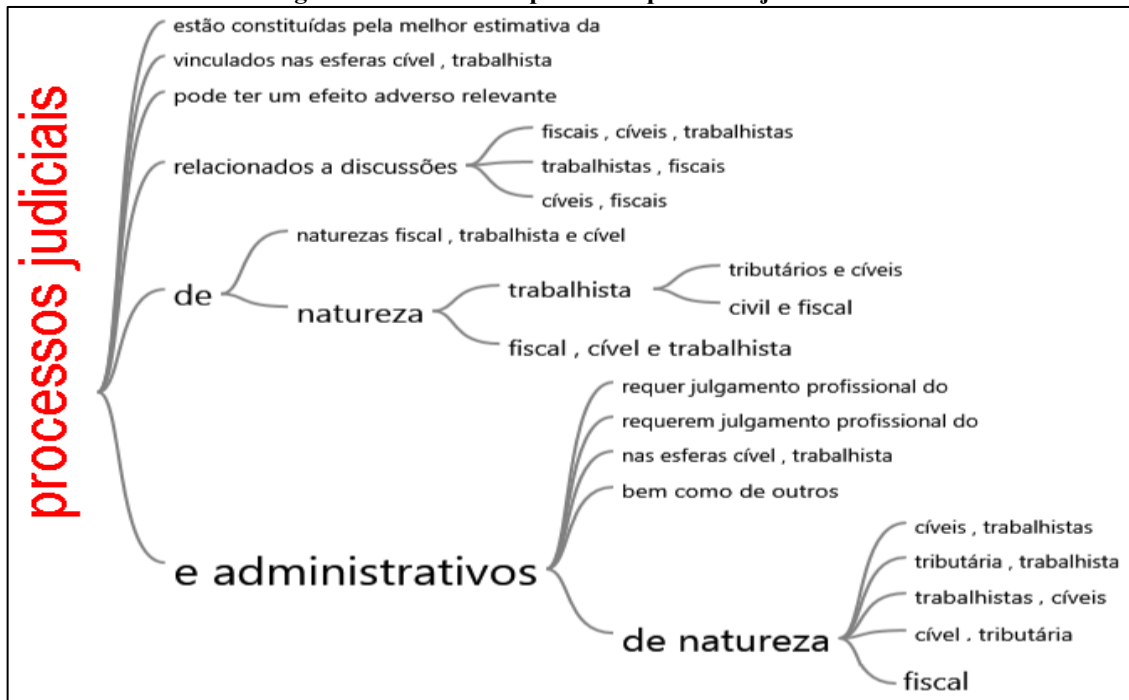 estão constituídas pela melhor estimativa da
vinculados nas esferas cível , trabalhista
pode ter um efeito adverso relevante
processos judiciais
relacionados a discussões
fiscais , cíveis , trabalhistas
trabalhistas , fiscais
cíveis , fiscais
de
naturezas fiscal , trabalhista e cível
natureza
trabalhista
tributários e cíveis
civil e fiscal
fiscal , cível e trabalhista
e administrativos
requer julgamento profissional do
requerem julgamento profissional do
nas esferas cível , trabalhista
bem como de outros
de natureza
cíveis , trabalhistas
tributária , trabalhista
trabalhistas , cíveis
cível , tributária
fiscal